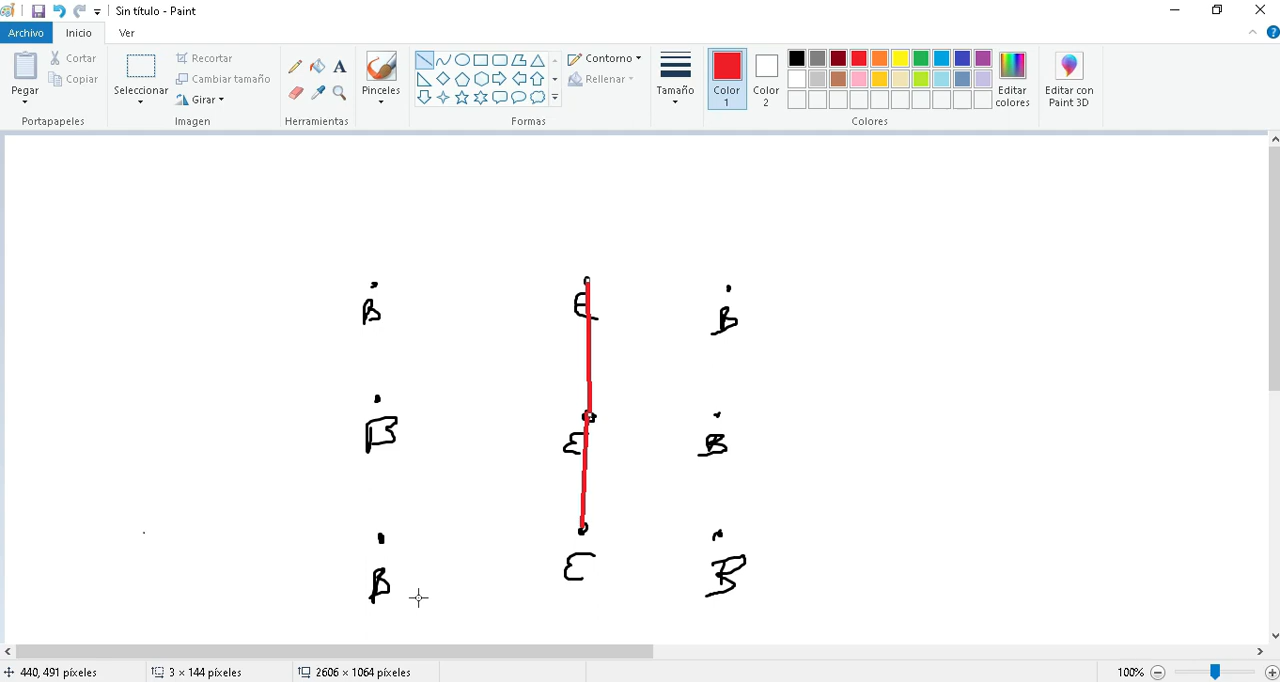 Sin título - Paint
Archivo Inicio Ver
Pegar
Cortar
Copiar
Portapapeles
Seleccionar
Recortar
Cambiar tamaño
Girar
Imagen
Herramientas
Pinceles
Contorno
Rellenar
Formas
Tamaño
Color 1
Color 2
Editar colores
Editar con Paint 3D
Colores
B E B
B E B
B E B
440, 491 píxeles 3 × 144 píxeles 2606 × 1064 píxeles 100%